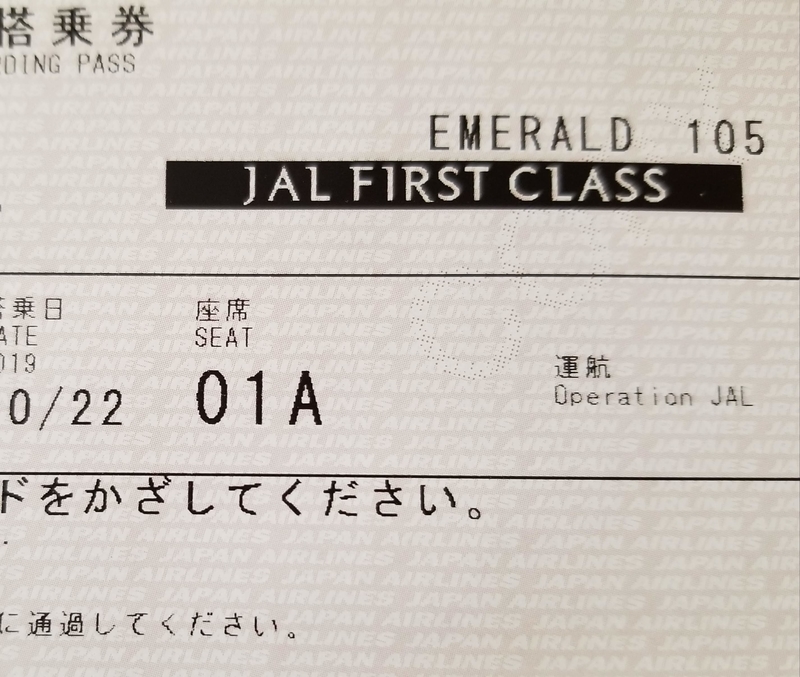 搭乗券
DING PASS
EMERALD 105
JAL FIRST CLASS
搭乗日
ATE
019
0/22
座席
SEAT
01A
運航
Operation JAL
ドをかざしてください。
に通過してください。